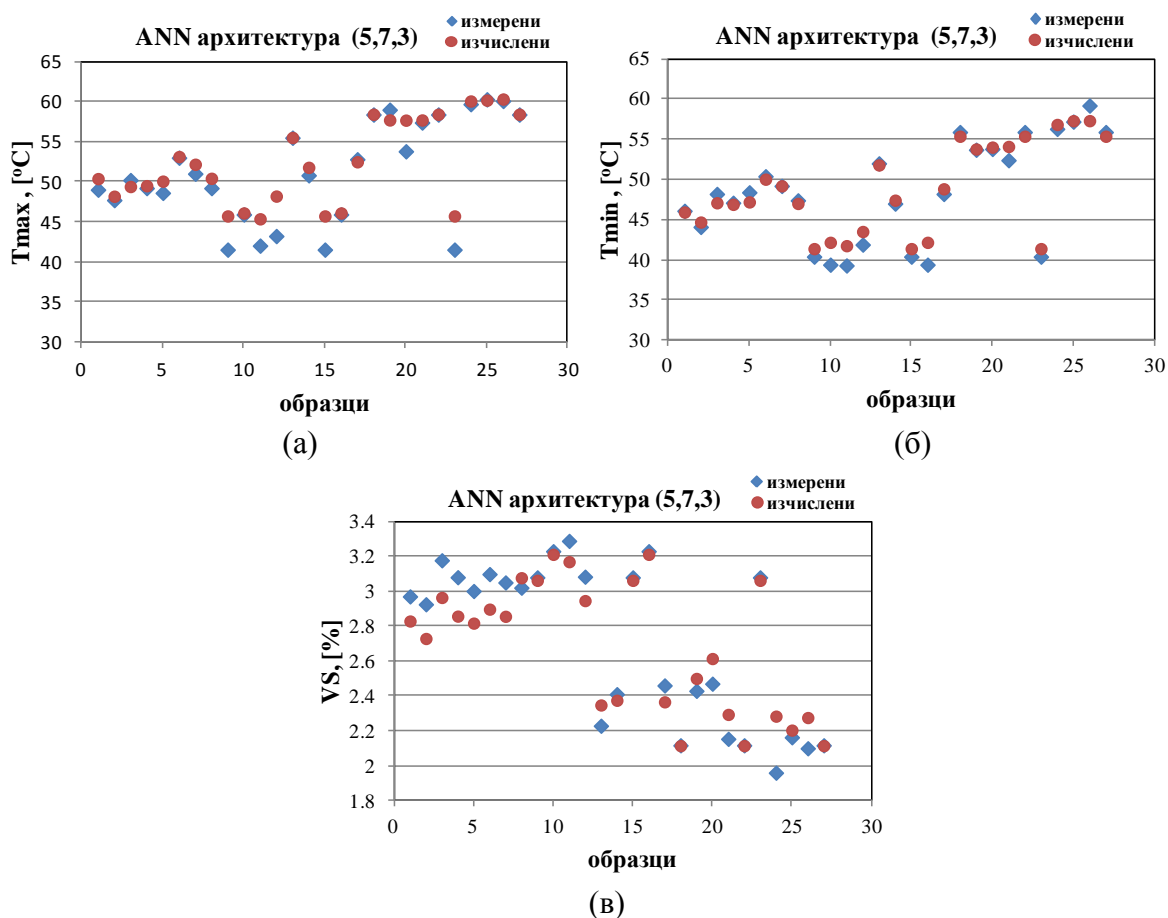 ANN архитектура (5,7,3)
измерени
изчислени
Tmax , [°C]
65
60
55
50
45
40
35
30
0 5 10 15 20 25 30
образци
(а)
ANN архитектура (5,7,3)
измерени
изчислени
Tmin , [°C]
65
60
55
50
45
40
35
30
0 5 10 15 20 25 30
образци
(б)
ANN архитектура (5,7,3)
измерени
изчислени
VS, [%]
3.4
3.2
3
2.8
2.6
2.4
2.2
2
1.8
0 5 10 15 20 25 30
образци
(в)